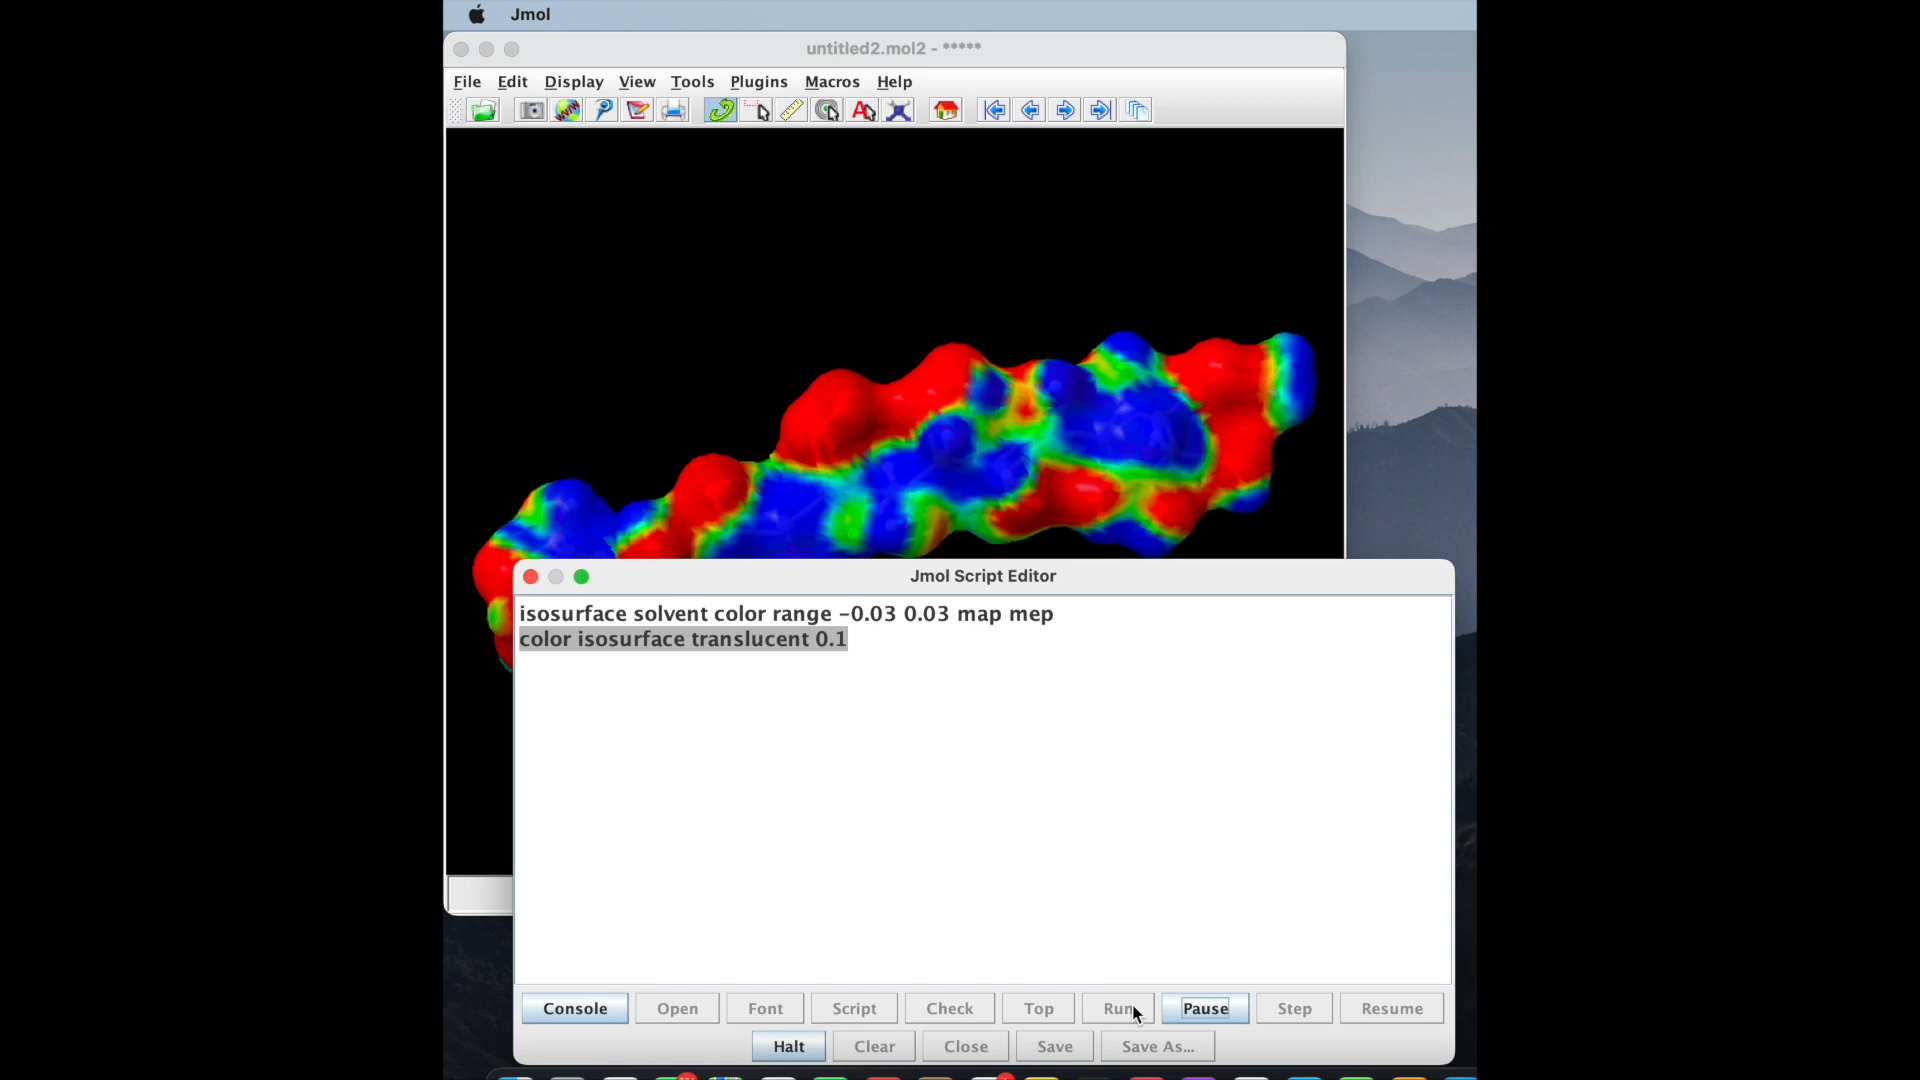 Jmol
untitled2.mol2 - *****
File Edit Display View Tools Plugins Macros Help
Jmol Script Editor
isosurface solvent color range -0.03 0.03 map mep
color isosurface translucent 0.1
Console Open Font Script Check Top Run Pause Step Resume
Halt Clear Close Save Save As...